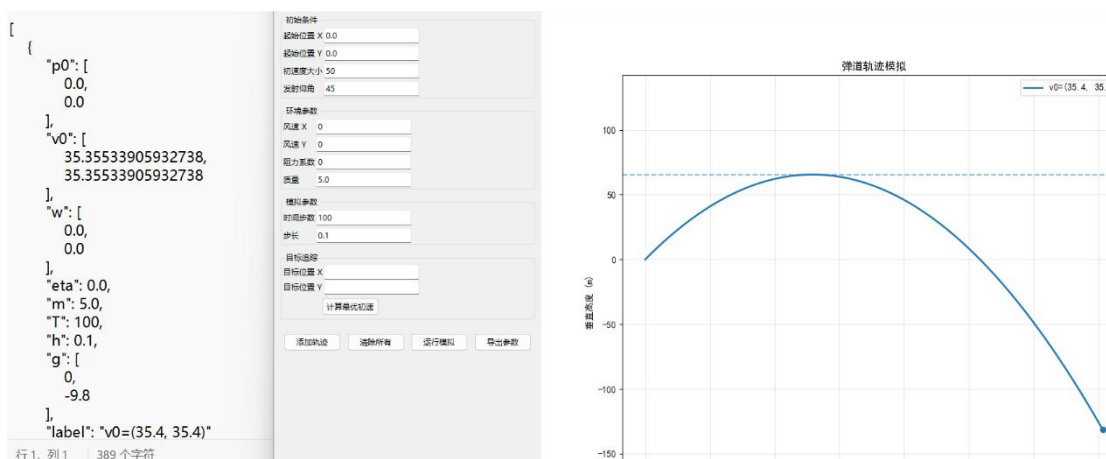 [
{
"p0": [
0.0,
0.0
],
"v0": [
35.35533905932738,
35.35533905932738
],
"w": [
0.0,
0.0
],
"eta": 0.0,
"m": 5.0,
"T": 100,
"h": 0.1,
"g": [
0,
-9.8
],
"label": "v0=(35.4, 35.4)"
行 1，列 1 389 个字符
初始条件
起始位置 X 0.0
起始位置 Y 0.0
初速度大小 50
发射仰角 45
环境参数
风速 X 0
风速 Y 0
阻力系数 0
质量 5.0
模拟参数
时间步数 100
步长 0.1
目标追踪
目标位置 X
目标位置 Y
计算最优初速
添加轨迹 清除所有 运行模拟 导出参数
弹道轨迹模拟
v0=(35.4, 35.
100
50
0
-50
-100
-150
垂直高度 (m)